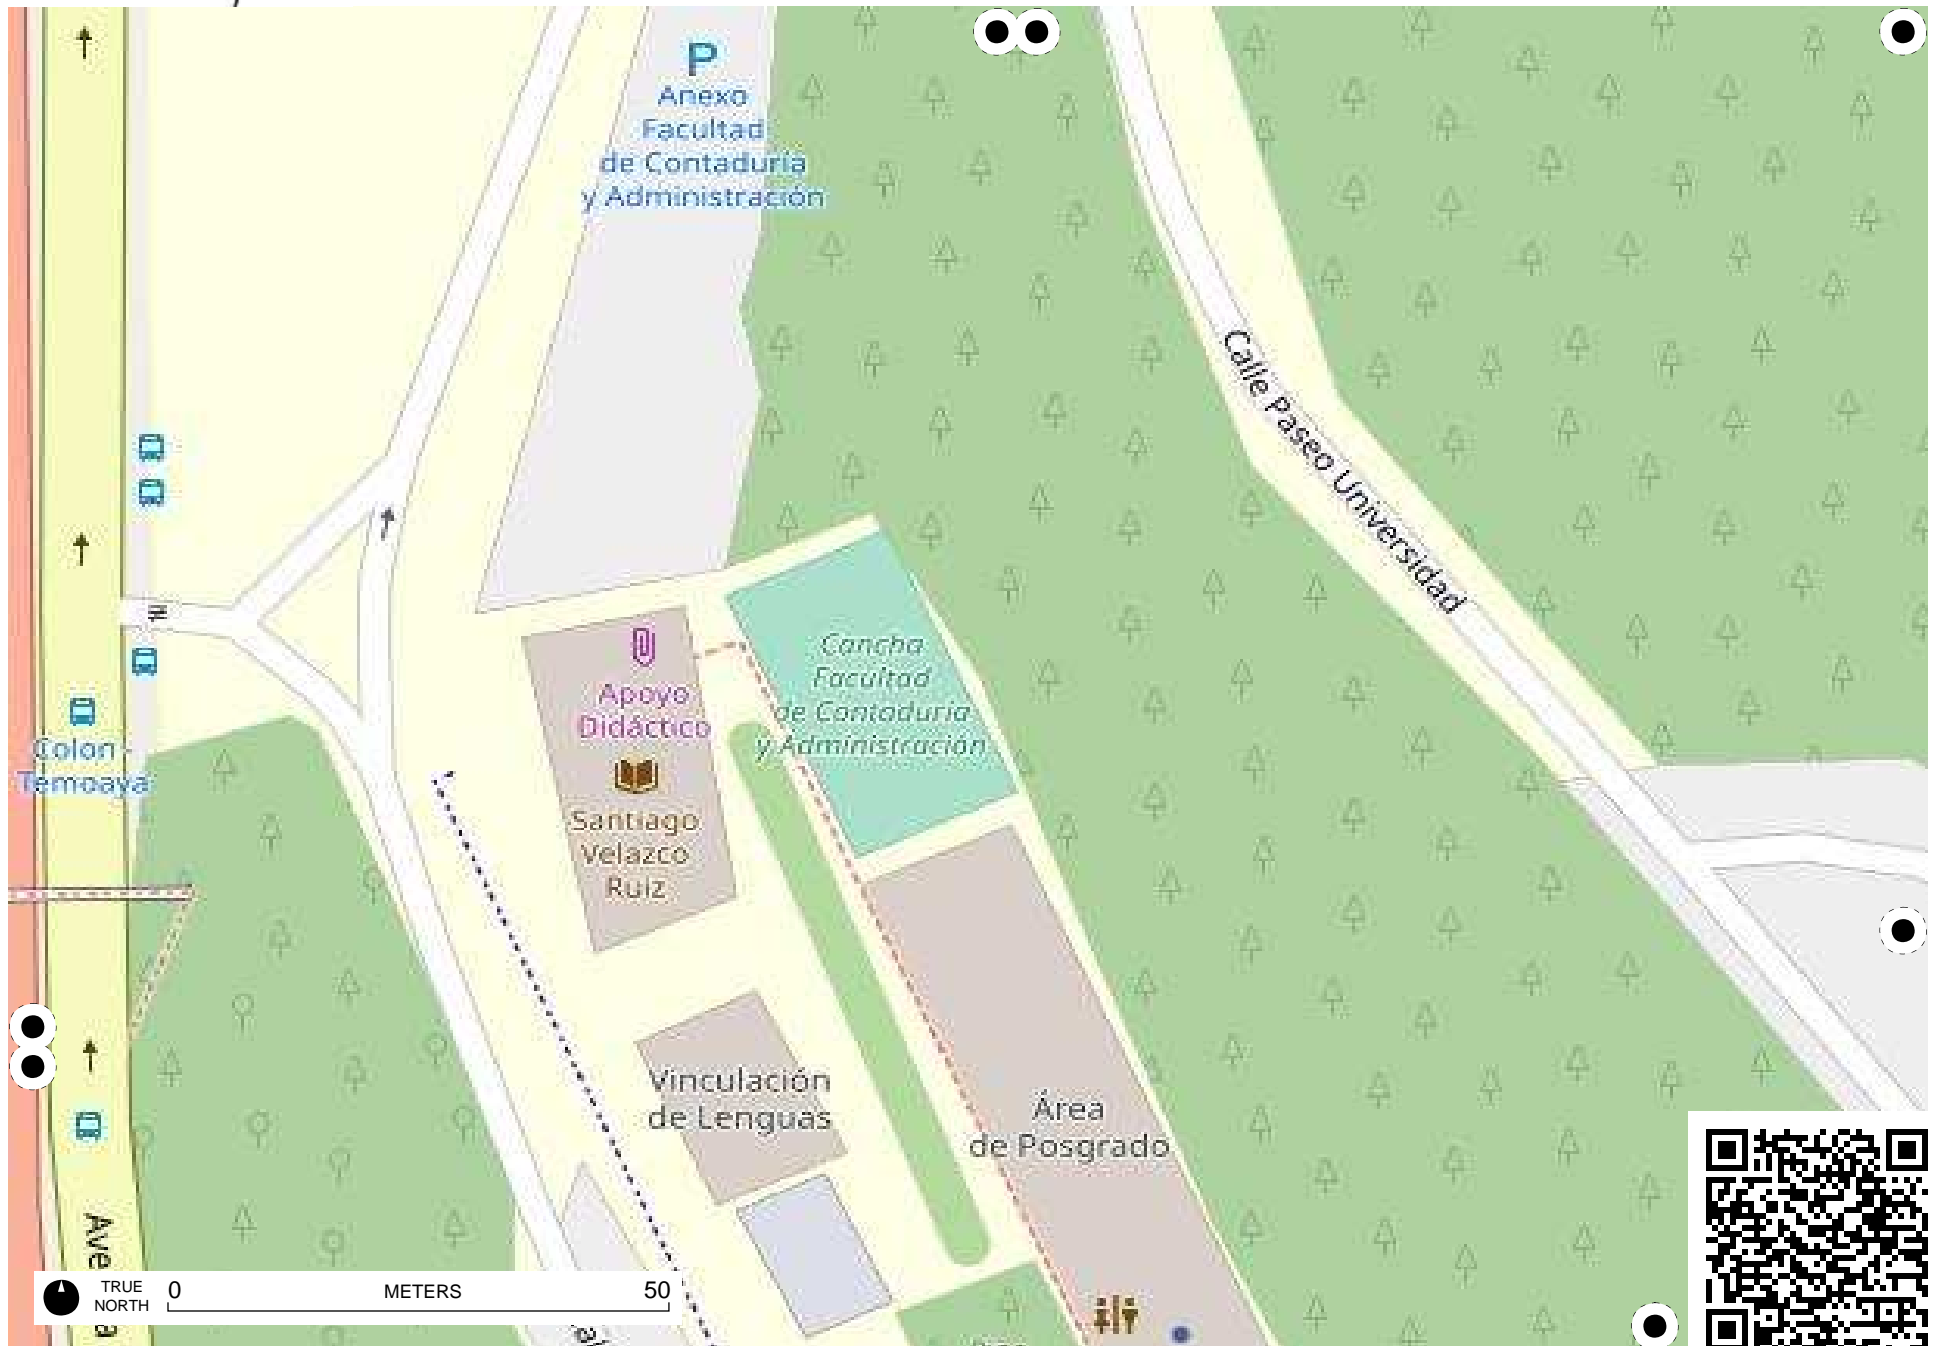 P
Anexo
Facultad
de Contaduría
y Administración
Calle Paseo Universidad
Cancha
Facultad
de Contaduría
y Administración
Apoyo
Didáctico
Colon -
Temoaya
Santiago
Velazco
Ruiz
Vinculación
de Lenguas
Área
de Posgrado
Ave
TRUE
NORTH
0 METERS 50